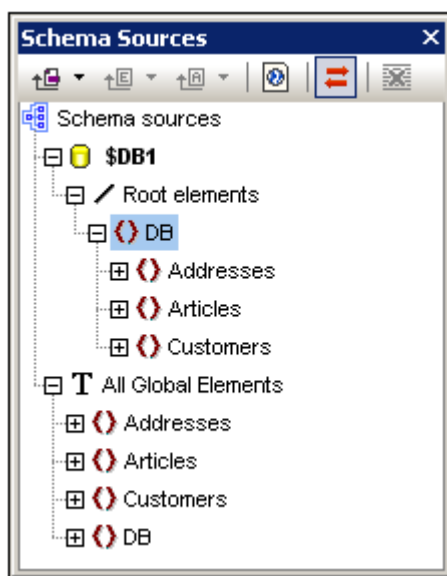 Schema Sources
Schema sources
$DB1
Root elements
DB
Addresses
Articles
Customers
T All Global Elements
Addresses
Articles
Customers
DB